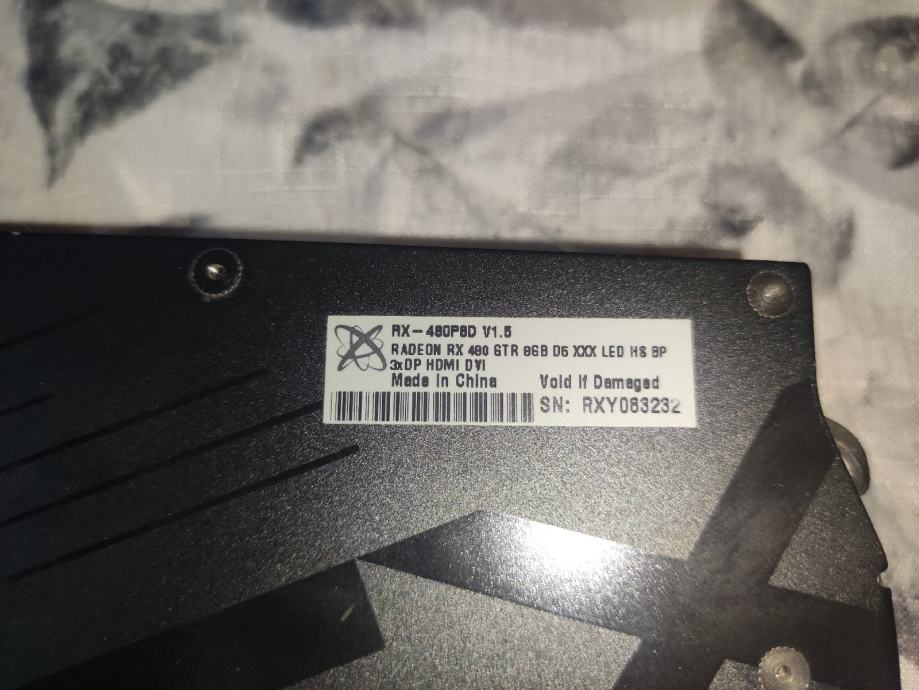 RX-480P8D V1.5
RADEON RX 480 GTR 8GB D5 XXX LED HS BP
3xDP HDMI DVI
Made in China Void If Damaged
SN: RXY083232